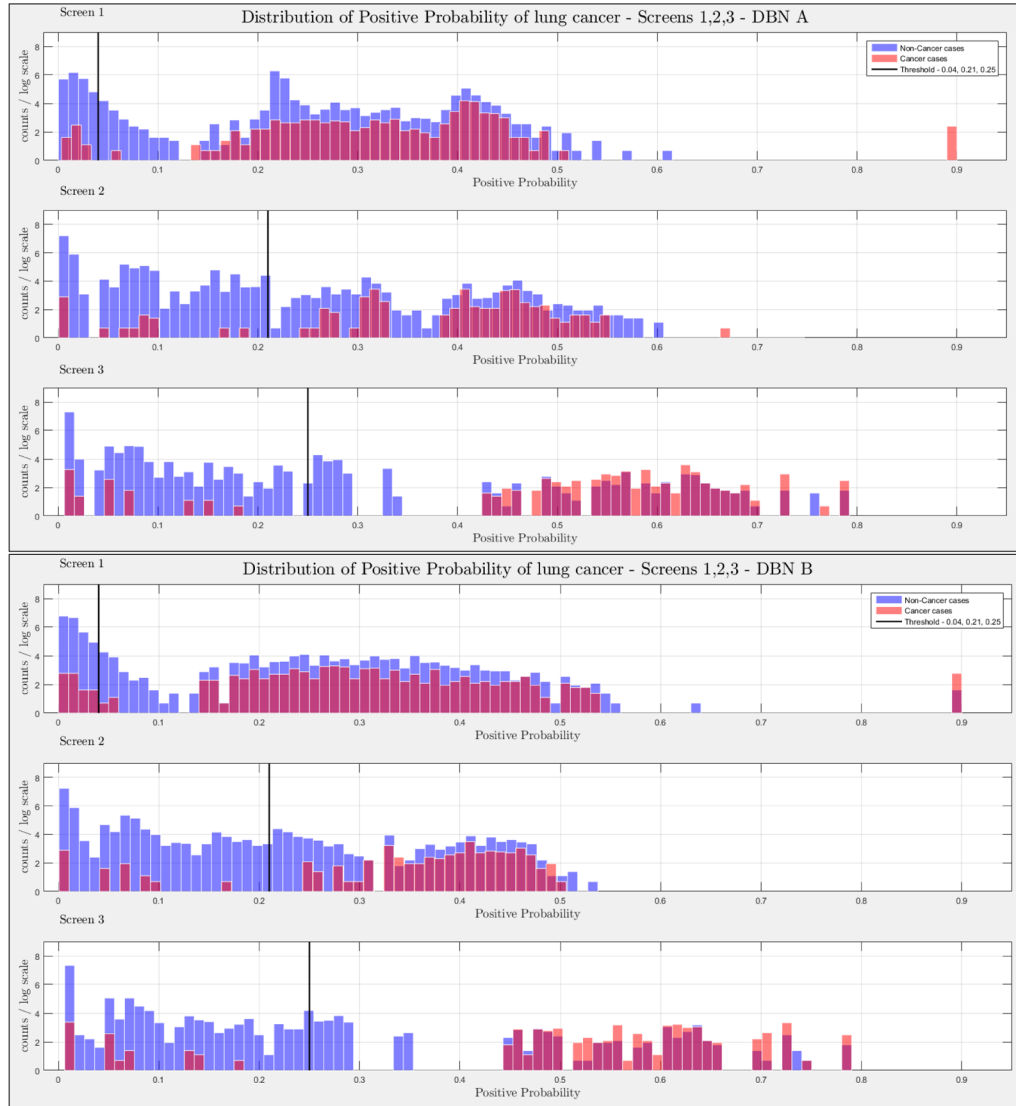 Screen 1
Distribution of Positive Probability of lung cancer - Screens 1,2,3 - DBN A
Non-Cancer cases
Cancer cases
Threshold - 0.04, 0.21, 0.25
counts / log scale
8
6
4
2
0
0 0.1 0.2 0.3 0.4 0.5 0.6 0.7 0.8 0.9
Positive Probability
Screen 2
counts / log scale
8
6
4
2
0
0 0.1 0.2 0.3 0.4 0.5 0.6 0.7 0.8 0.9
Positive Probability
Screen 3
counts / log scale
8
6
4
2
0
0 0.1 0.2 0.3 0.4 0.5 0.6 0.7 0.8 0.9
Positive Probability
Screen 1
Distribution of Positive Probability of lung cancer - Screens 1,2,3 - DBN B
Non-Cancer cases
Cancer cases
Threshold - 0.04, 0.21, 0.25
counts / log scale
8
6
4
2
0
0 0.1 0.2 0.3 0.4 0.5 0.6 0.7 0.8 0.9
Positive Probability
Screen 2
counts / log scale
8
6
4
2
0
0 0.1 0.2 0.3 0.4 0.5 0.6 0.7 0.8 0.9
Positive Probability
Screen 3
counts / log scale
8
6
4
2
0
0 0.1 0.2 0.3 0.4 0.5 0.6 0.7 0.8 0.9
Positive Probability